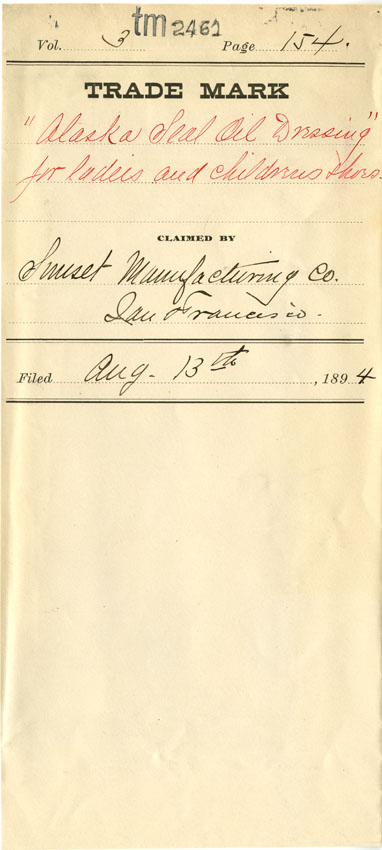 tm 2461
Vol. 3 Page 154.
TRADE MARK
"Alaska Seal Oil Dressing"
for ladeis and childrens shoes.
CLAIMED BY
Sunset Manufacturing Co.
San Francisco.
Filed Aug. 13th, 1894